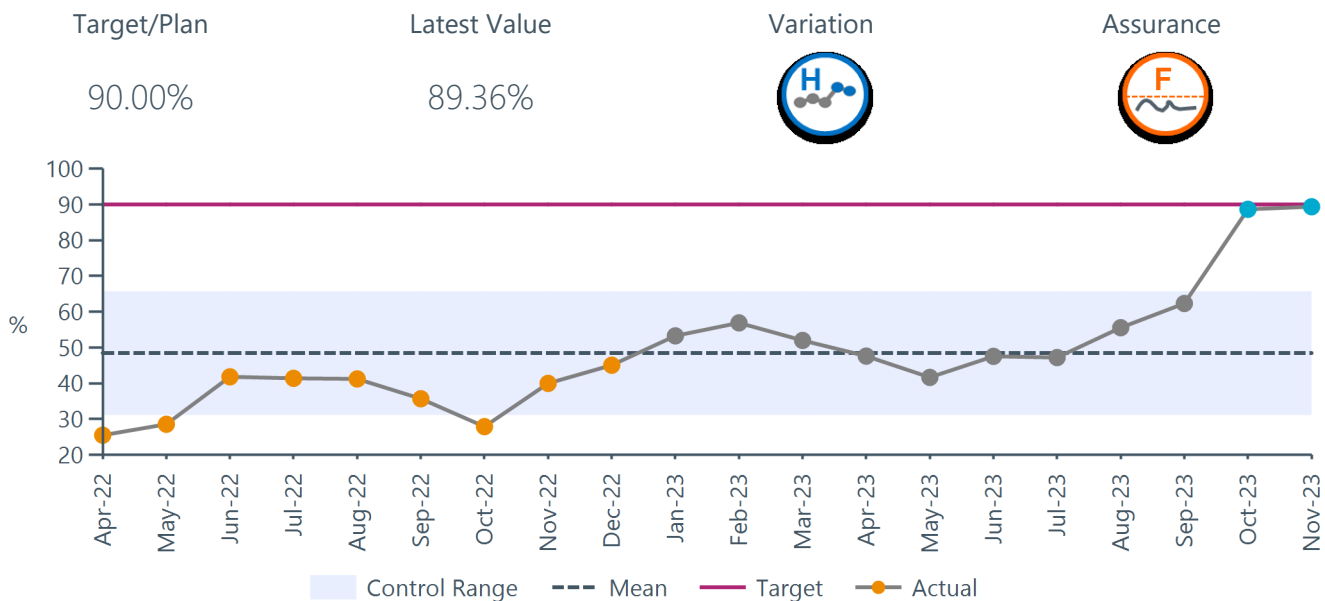 Target/Plan
Latest Value
Variation
Assurance
90.00%
89.36%
H
F
100
90
80
70
60
50
40
30
20
%
Apr-22
May-22
Jun-22
Jul-22
Aug-22
Sep-22
Oct-22
Nov-22
Dec-22
Jan-23
Feb-23
Mar-23
Apr-23
May-23
Jun-23
Jul-23
Aug-23
Sep-23
Oct-23
Nov-23
Control Range
Mean
Target
Actual